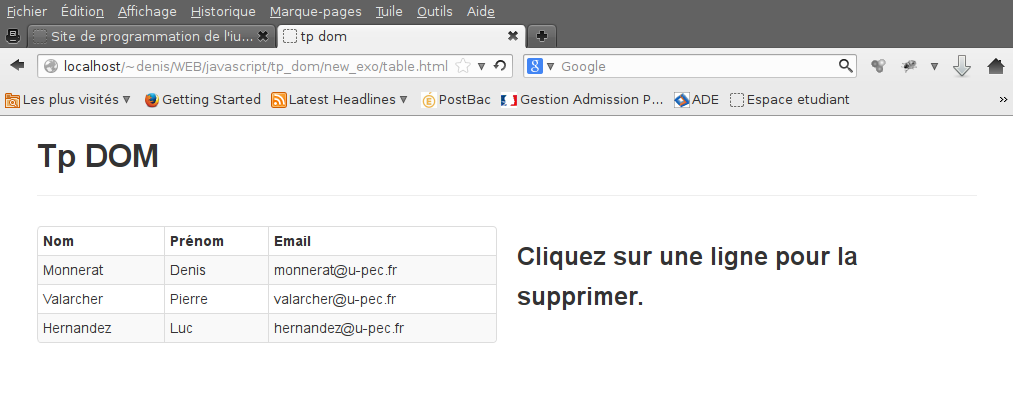 Fichier Édition Affichage Historique Marque-pages Tuile Outils Aide
Site de programmation de l'iu... tp dom
localhost/~denis/WEB/javascript/tp_dom/new_exo/table.html Google
Les plus visités Getting Started Latest Headlines PostBac Gestion Admission P... ADE Espace etudiant »
Tp DOM
Nom Prénom Email
Monnerat Denis monnerat@u-pec.fr
Valarcher Pierre valarcher@u-pec.fr
Hernandez Luc hernandez@u-pec.fr
Cliquez sur une ligne pour la
supprimer.